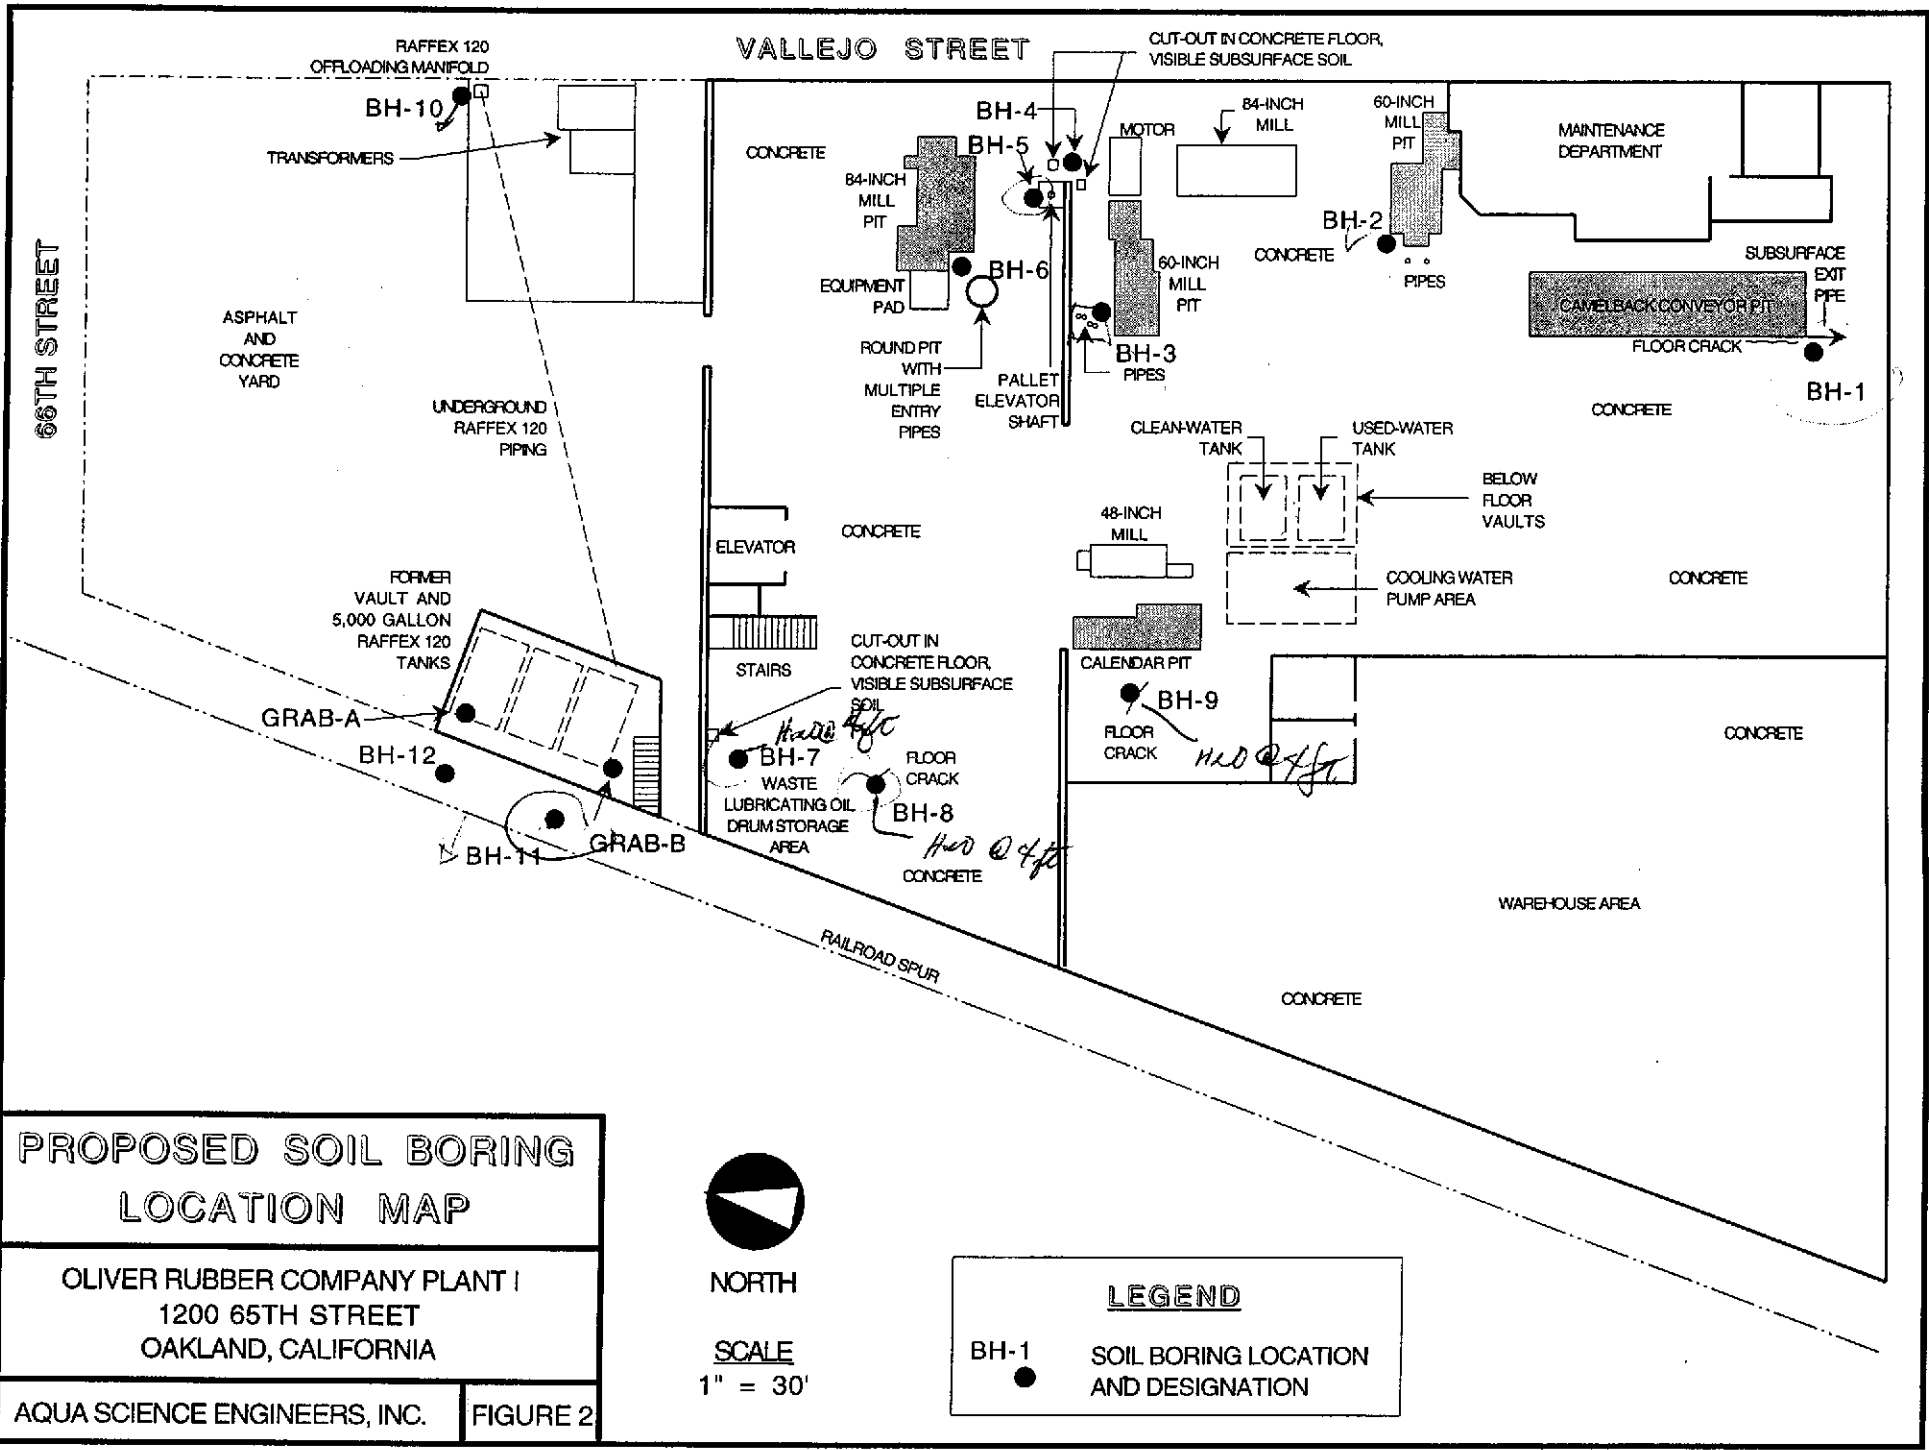 VALLEJO STREET
RAFFEX 120
OFFLOADING MANIFOLD
BH-10
TRANSFORMERS
66TH STREET
ASPHALT
AND
CONCRETE
YARD
UNDERGROUND
RAFFEX 120
PIPING
CONCRETE
84-INCH
MILL
PIT
EQUIPMENT
PAD
BH-4
BH-5
BH-6
CUT-OUT IN CONCRETE FLOOR,
VISIBLE SUBSURFACE SOIL
MOTOR
84-INCH
MILL
60-INCH
MILL
PIT
MAINTENANCE
DEPARTMENT
BH-2
CONCRETE
PIPES
60-INCH
MILL
PIT
SUBSURFACE
EXIT
PIPE
CAMELBACK CONVEYOR PIT
FLOOR CRACK
BH-1
ROUND PIT
WITH
MULTIPLE
ENTRY
PIPES
PALLET
ELEVATOR
SHAFT
BH-3
PIPES
CONCRETE
CLEAN-WATER
TANK
USED-WATER
TANK
BELOW
FLOOR
VAULTS
48-INCH
MILL
CONCRETE
ELEVATOR
COOLING WATER
PUMP AREA
CONCRETE
FORMER
VAULT AND
5,000 GALLON
RAFFEX 120
TANKS
STAIRS
CUT-OUT IN
CONCRETE FLOOR,
VISIBLE SUBSURFACE
SOIL
CALENDAR PIT
BH-9
FLOOR
CRACK
H2O @ 4ft
GRAB-A
BH-12
H2O @ 4ft
BH-7
WASTE
LUBRICATING OIL
DRUM STORAGE
AREA
FLOOR
CRACK
BH-8
H2O @ 4ft
CONCRETE
CONCRETE
BH-11
GRAB-B
WAREHOUSE AREA
RAILROAD SPUR
CONCRETE
PROPOSED SOIL BORING
LOCATION MAP
OLIVER RUBBER COMPANY PLANT I
1200 65TH STREET
OAKLAND, CALIFORNIA
AQUA SCIENCE ENGINEERS, INC.
FIGURE 2
NORTH
SCALE
1" = 30'
LEGEND
BH-1
SOIL BORING LOCATION
AND DESIGNATION